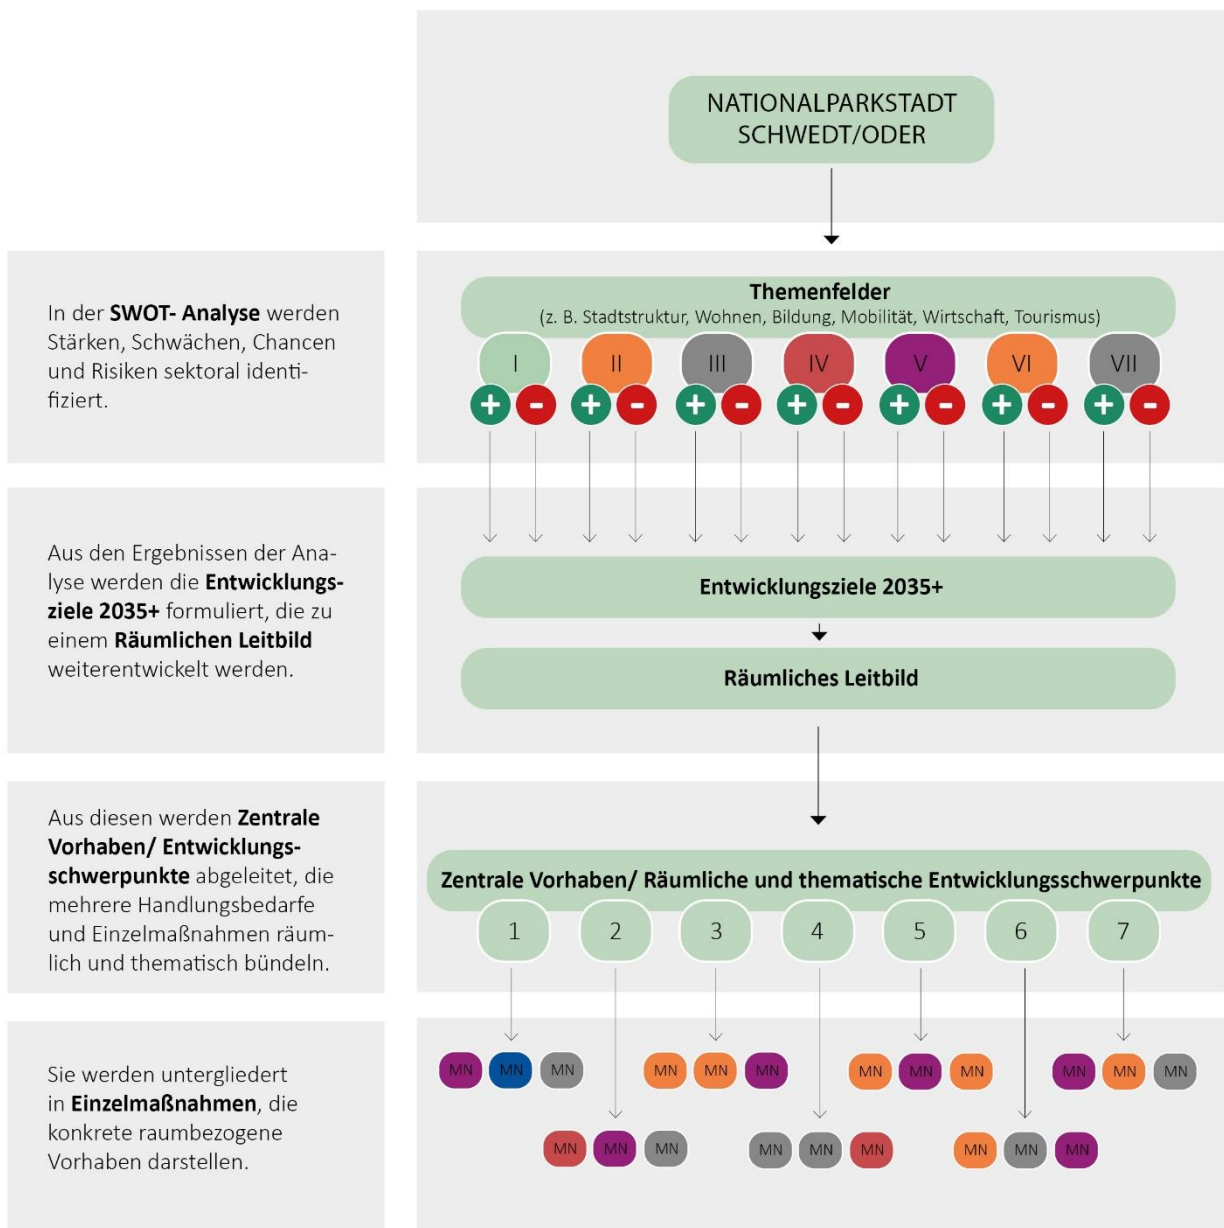 NATIONALPARKSTADT
SCHWEDT/ODER
In der SWOT- Analyse werden
Stärken, Schwächen, Chancen
und Risiken sektoral identi-
fiziert.
Themenfelder
(z. B. Stadtstruktur, Wohnen, Bildung, Mobilität, Wirtschaft, Tourismus)
I II III IV V VI VII
+ - + - + - + - + - + - + -
Aus den Ergebnissen der Ana-
lyse werden die Entwicklungs-
ziele 2035+ formuliert, die zu
einem Räumlichen Leitbild
weiterentwickelt werden.
Entwicklungsziele 2035+
Räumliches Leitbild
Aus diesen werden Zentrale
Vorhaben/ Entwicklungs-
schwerpunkte abgeleitet, die
mehrere Handlungsbedarfe
und Einzelmaßnahmen räum-
lich und thematisch bündeln.
Zentrale Vorhaben/ Räumliche und thematische Entwicklungsschwerpunkte
1 2 3 4 5 6 7
Sie werden untergliedert
in Einzelmaßnahmen, die
konkrete raumbezogene
Vorhaben darstellen.
MN MN MN MN MN MN MN MN MN MN MN MN
MN MN MN MN MN MN MN MN MN